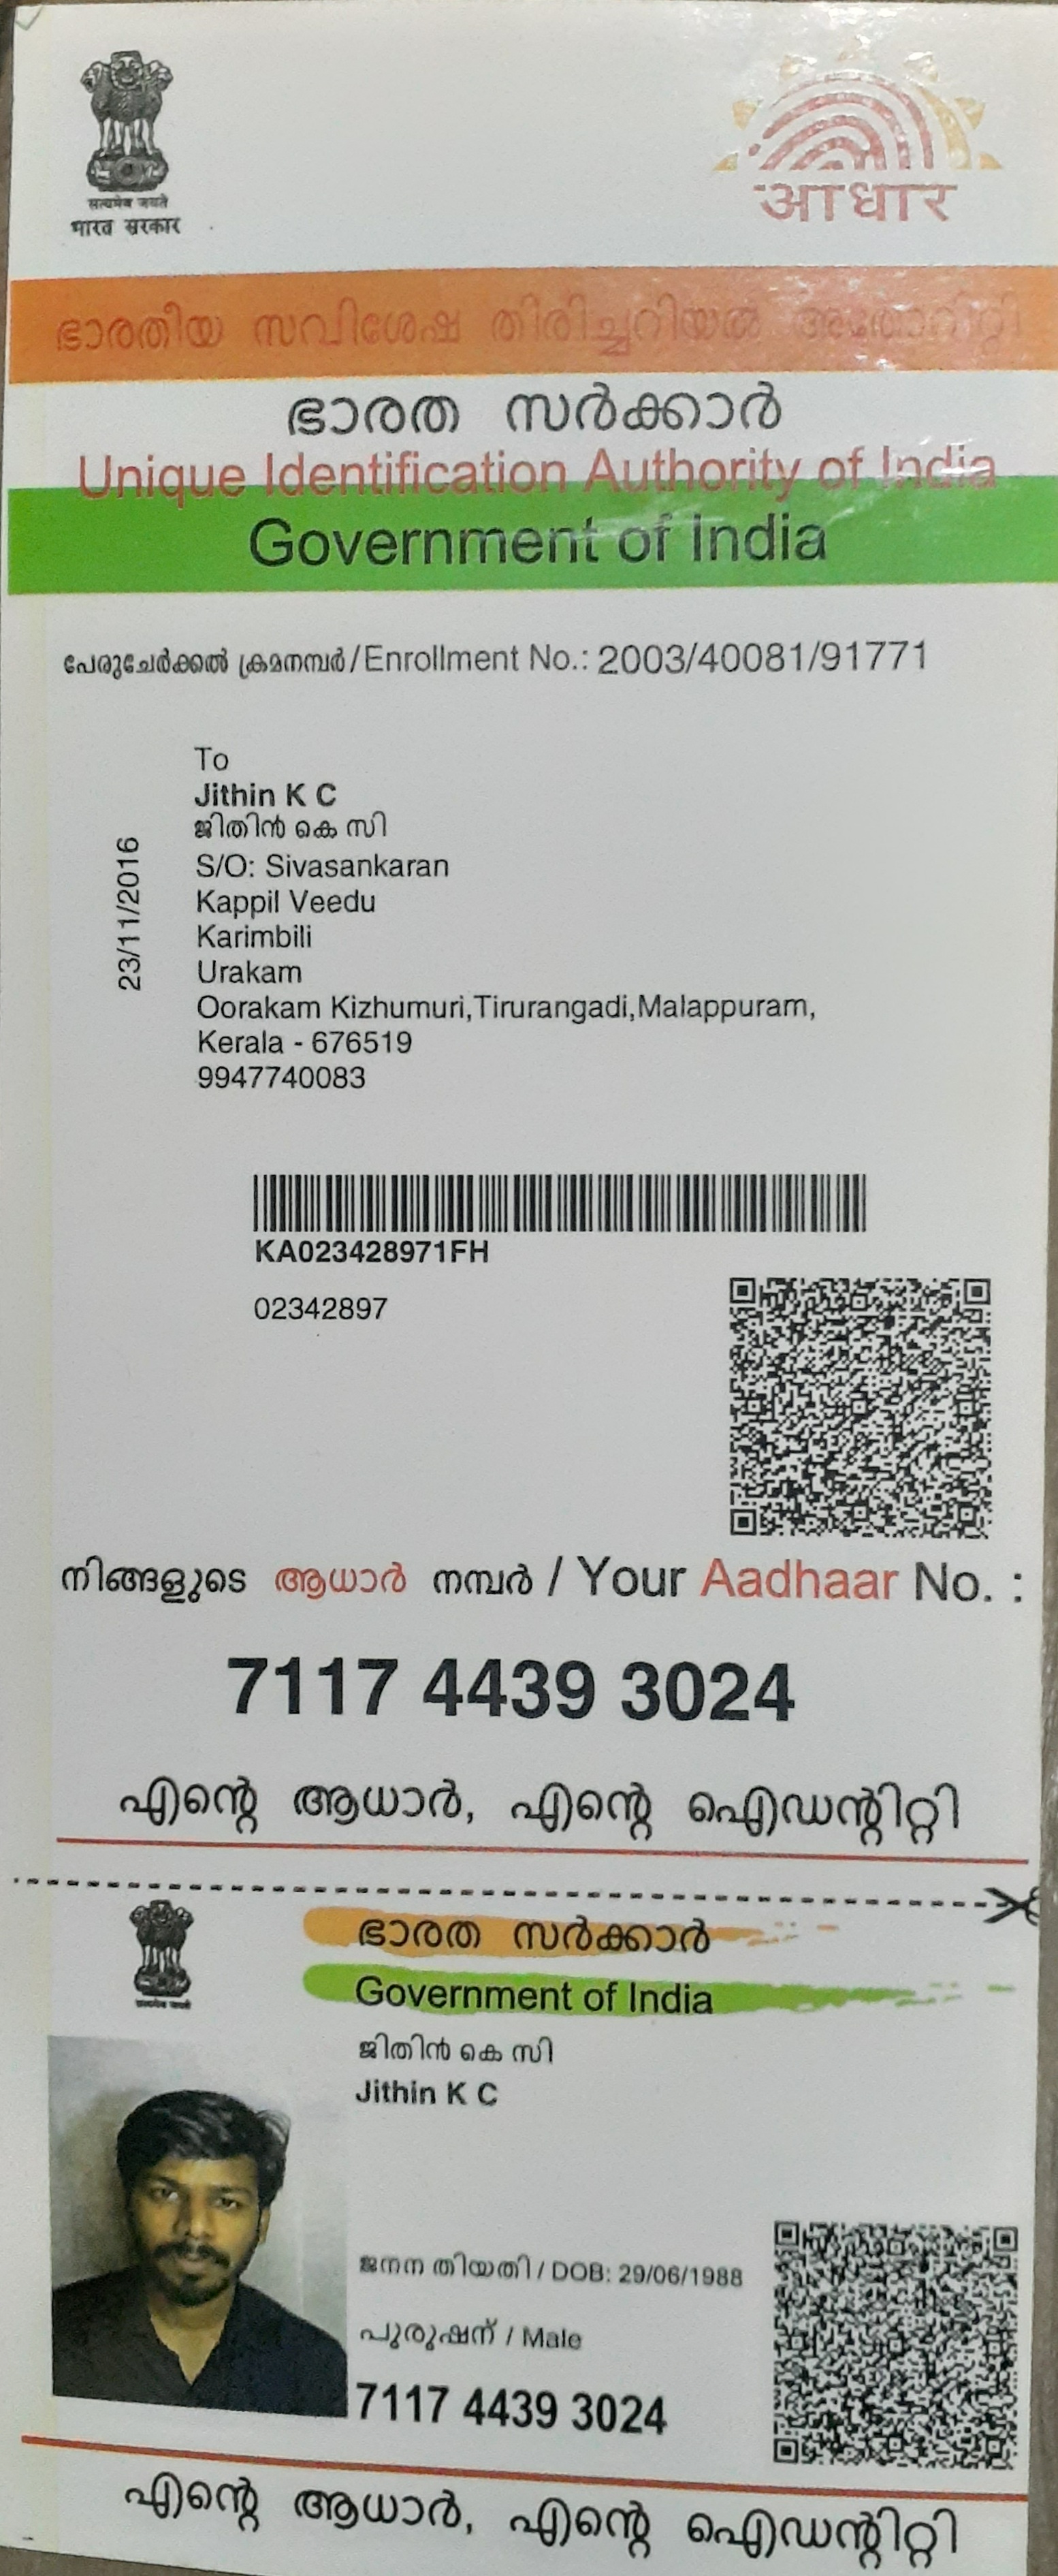 सत्यमेव जयते
भारत सरकार
आधार
ഭാരതീയ സവിശേഷ തിരിച്ചറിയൽ അതോറിറ്റി
ഭാരത സർക്കാർ
Unique Identification Authority of India
Government of India
പേരുചേർക്കൽ ക്രമനമ്പർ/Enrollment No.: 2003/40081/91771
23/11/2016
To
Jithin K C
ജിതിൻ കെ സി
S/O: Sivasankaran
Kappil Veedu
Karimbili
Urakam
Oorakam Kizhumuri,Tirurangadi,Malappuram,
Kerala - 676519
9947740083
KA023428971FH
02342897
നിങ്ങളുടെ ആധാർ നമ്പർ / Your Aadhaar No. :
7117 4439 3024
എന്റെ ആധാർ, എന്റെ ഐഡന്റിറ്റി
ഭാരത സർക്കാർ
Government of India
सत्यमेव जयते
ജിതിൻ കെ സി
Jithin K C
ജനന തിയതി / DOB: 29/06/1988
പുരുഷന് / Male
7117 4439 3024
എന്റെ ആധാർ, എന്റെ ഐഡന്റിറ്റി